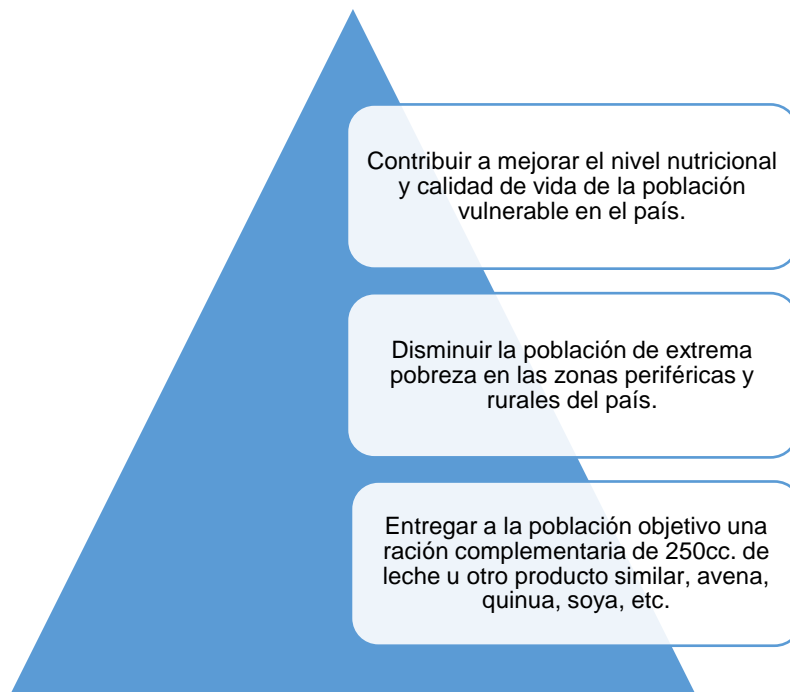 Contribuir a mejorar el nivel nutricional
y calidad de vida de la población
vulnerable en el país.
Disminuir la población de extrema
pobreza en las zonas periféricas y
rurales del país.
Entregar a la población objetivo una
ración complementaria de 250cc. de
leche u otro producto similar, avena,
quinua, soya, etc.